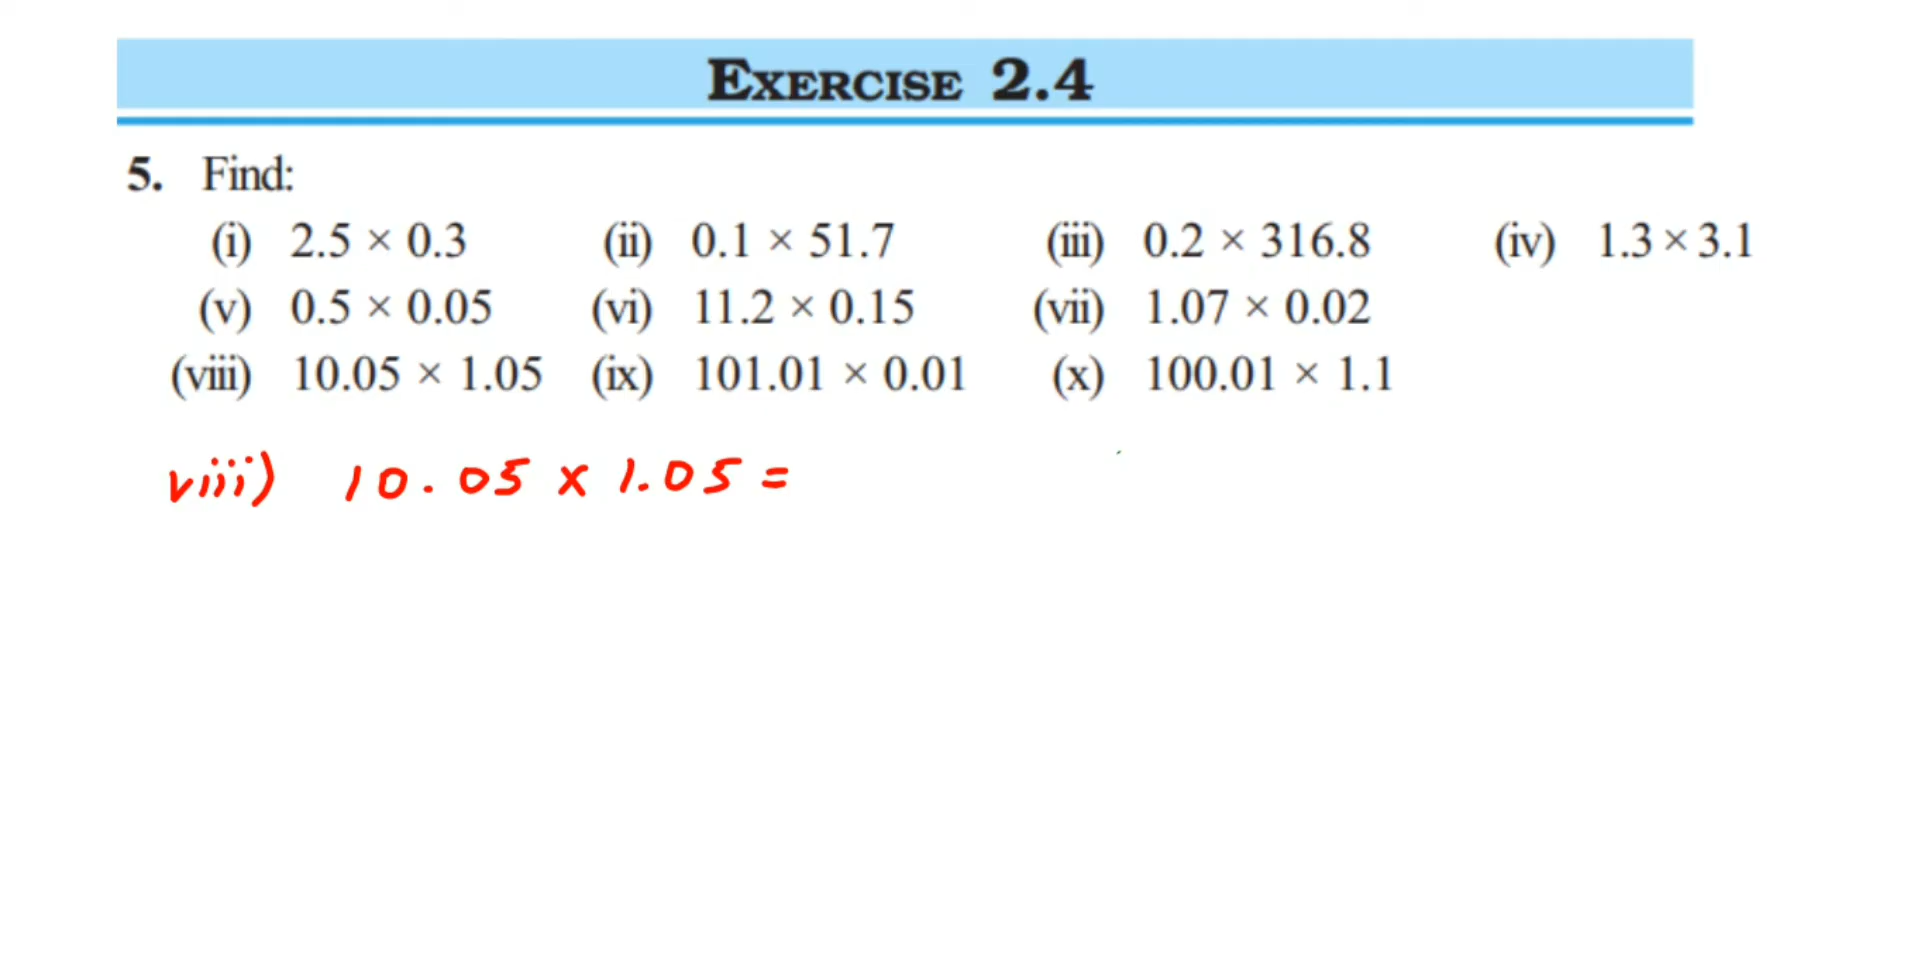 EXERCISE 2.4
5. Find:
(i) 2.5 × 0.3 (ii) 0.1 × 51.7 (iii) 0.2 × 316.8 (iv) 1.3 × 3.1
(v) 0.5 × 0.05 (vi) 11.2 × 0.15 (vii) 1.07 × 0.02
(viii) 10.05 × 1.05 (ix) 101.01 × 0.01 (x) 100.01 × 1.1
viii) 10.05 × 1.05 =